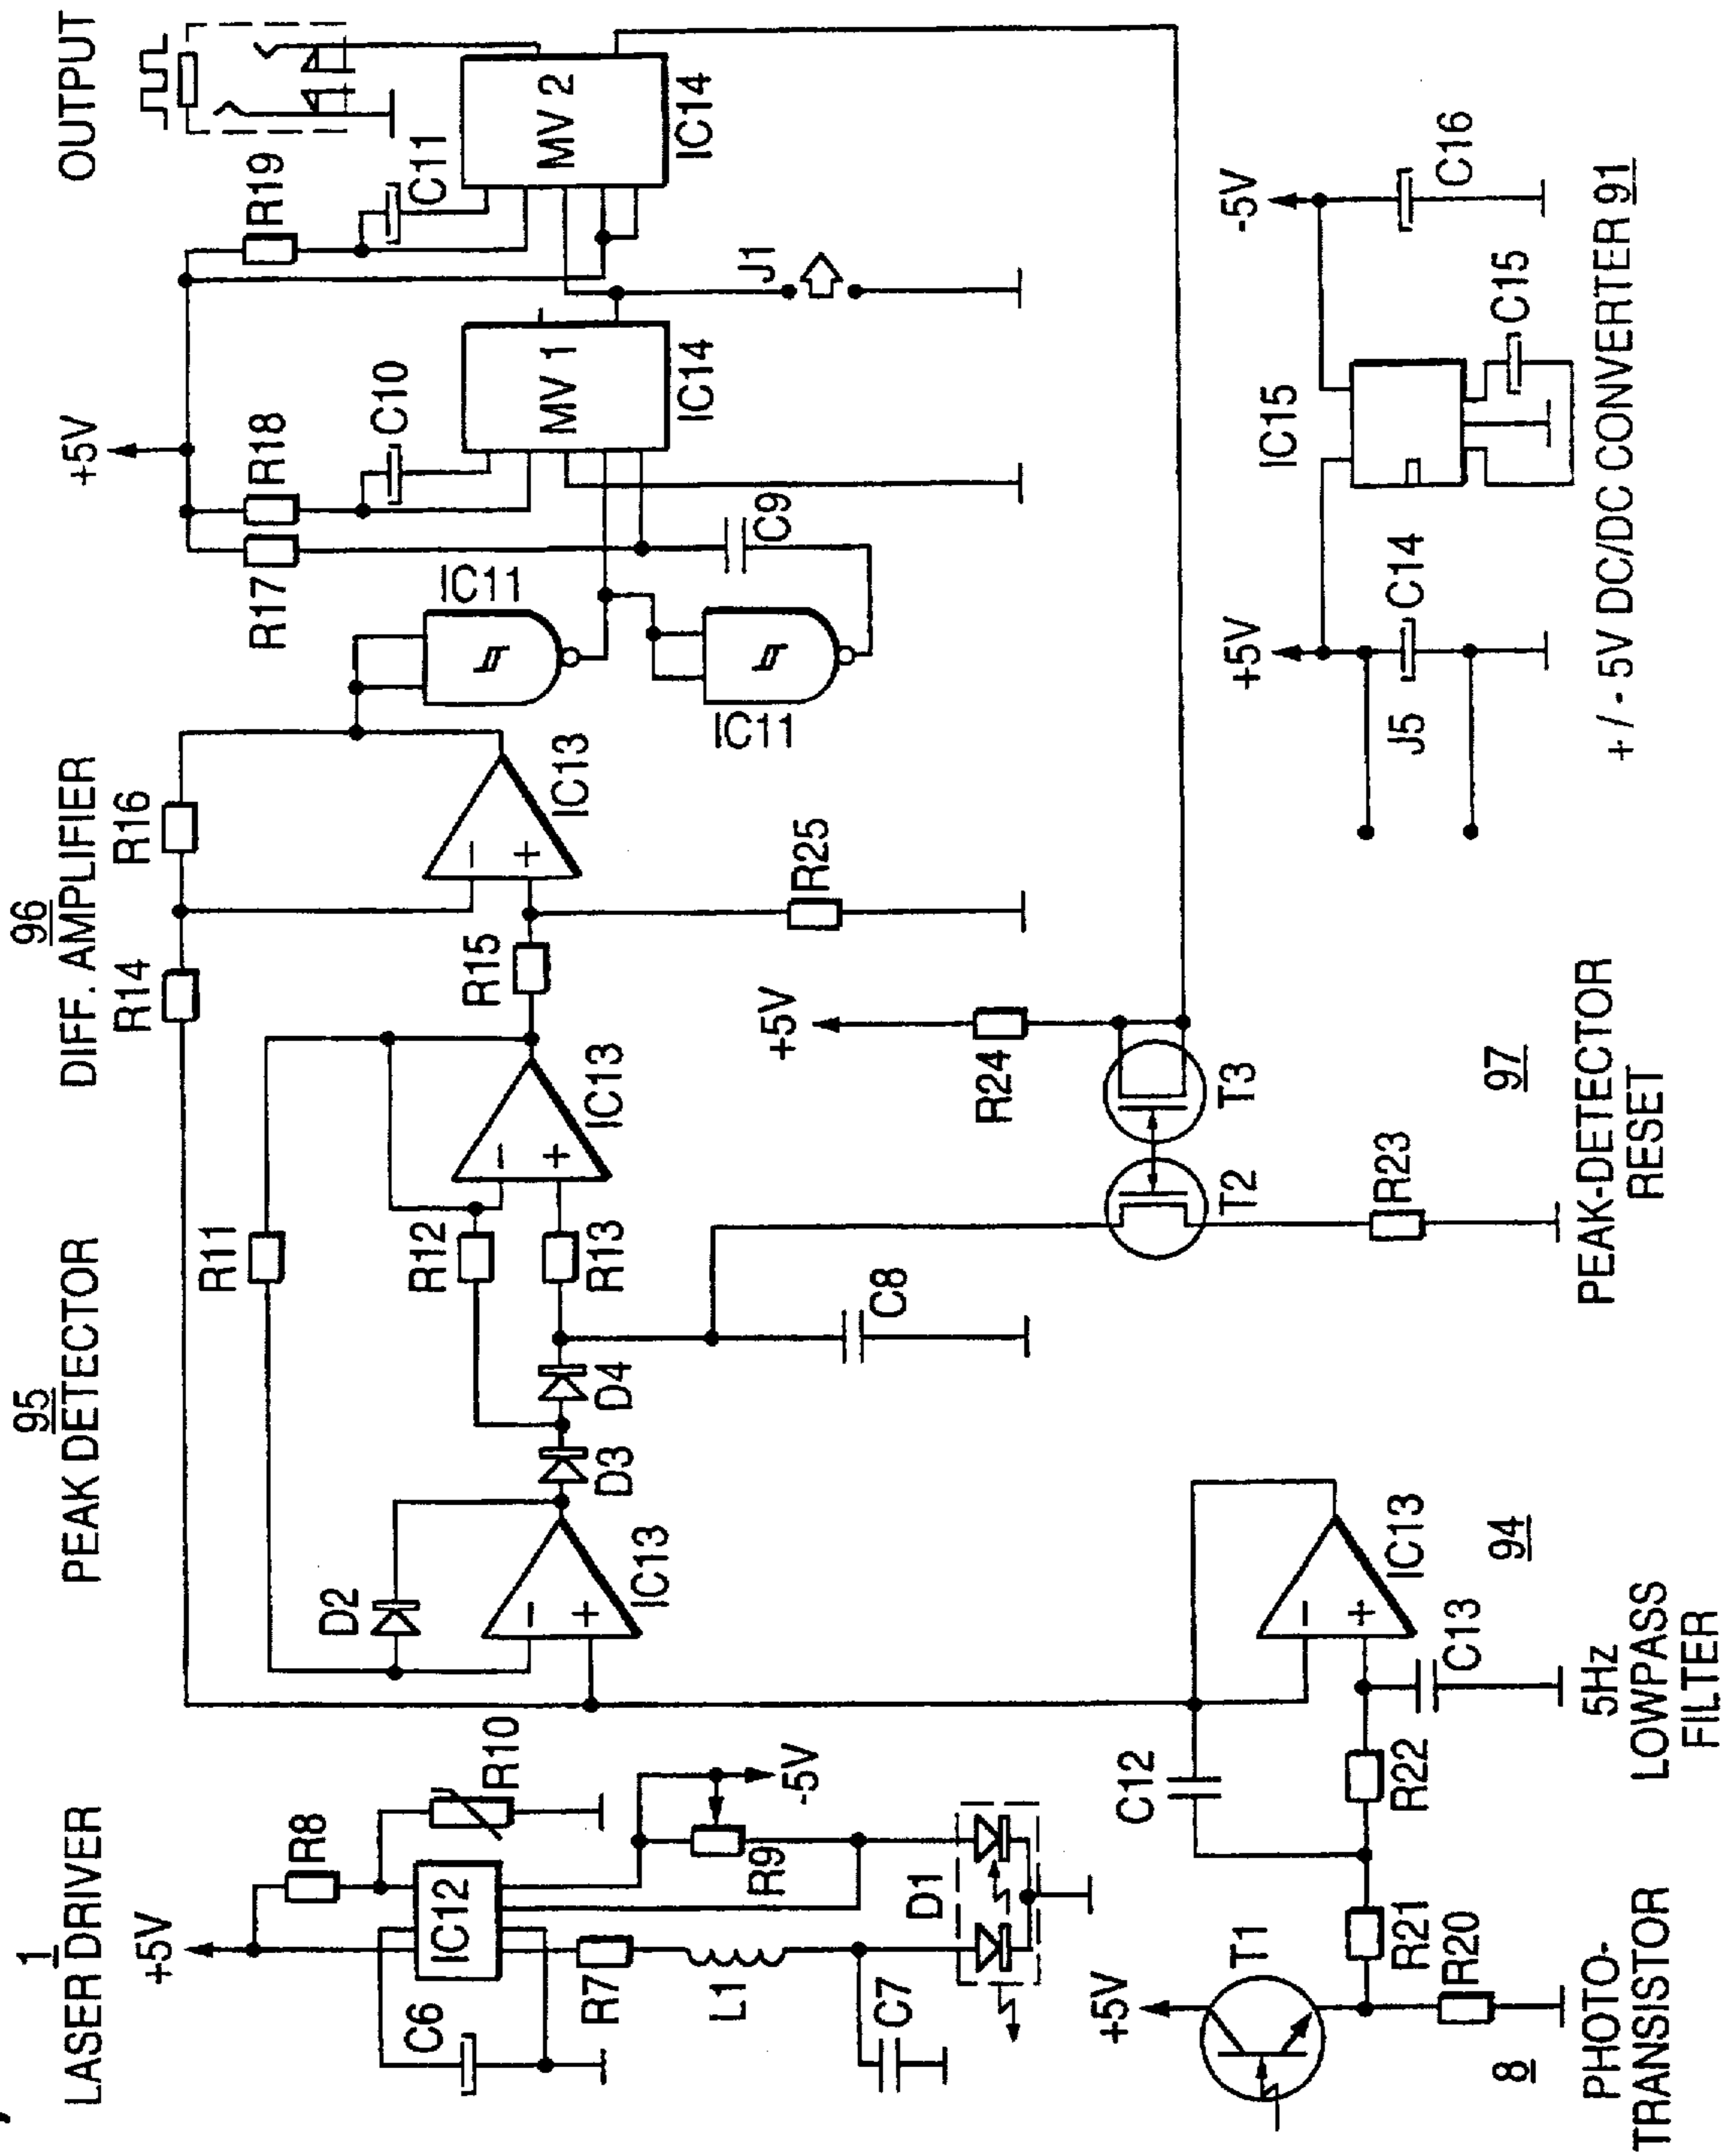 1
LASER DRIVER
+5V
R8
R10
C6
IC12
R7
R9
-5V
L1
C7
D1
95
PEAK DETECTOR
D2
R11
IC13
D3
D4
R12
R13
IC13
C8
96
DIFF. AMPLIFIER
R14
R16
R15
IC13
R25
IC11
IC11
+5V
R17
R18
C10
C9
MV 1
IC14
J1
R19
C11
MV 2
IC14
OUTPUT
8
PHOTO-
TRANSISTOR
+5V
T1
R20
R21
R22
C12
C13
IC13
94
5Hz
LOWPASS
FILTER
+5V
R24
T2
T3
R23
97
PEAK-DETECTOR
RESET
+5V
J5
C14
IC15
C15
-5V
C16
+ / - 5V DC/DC CONVERTER 91
- +
- +
- +
- +